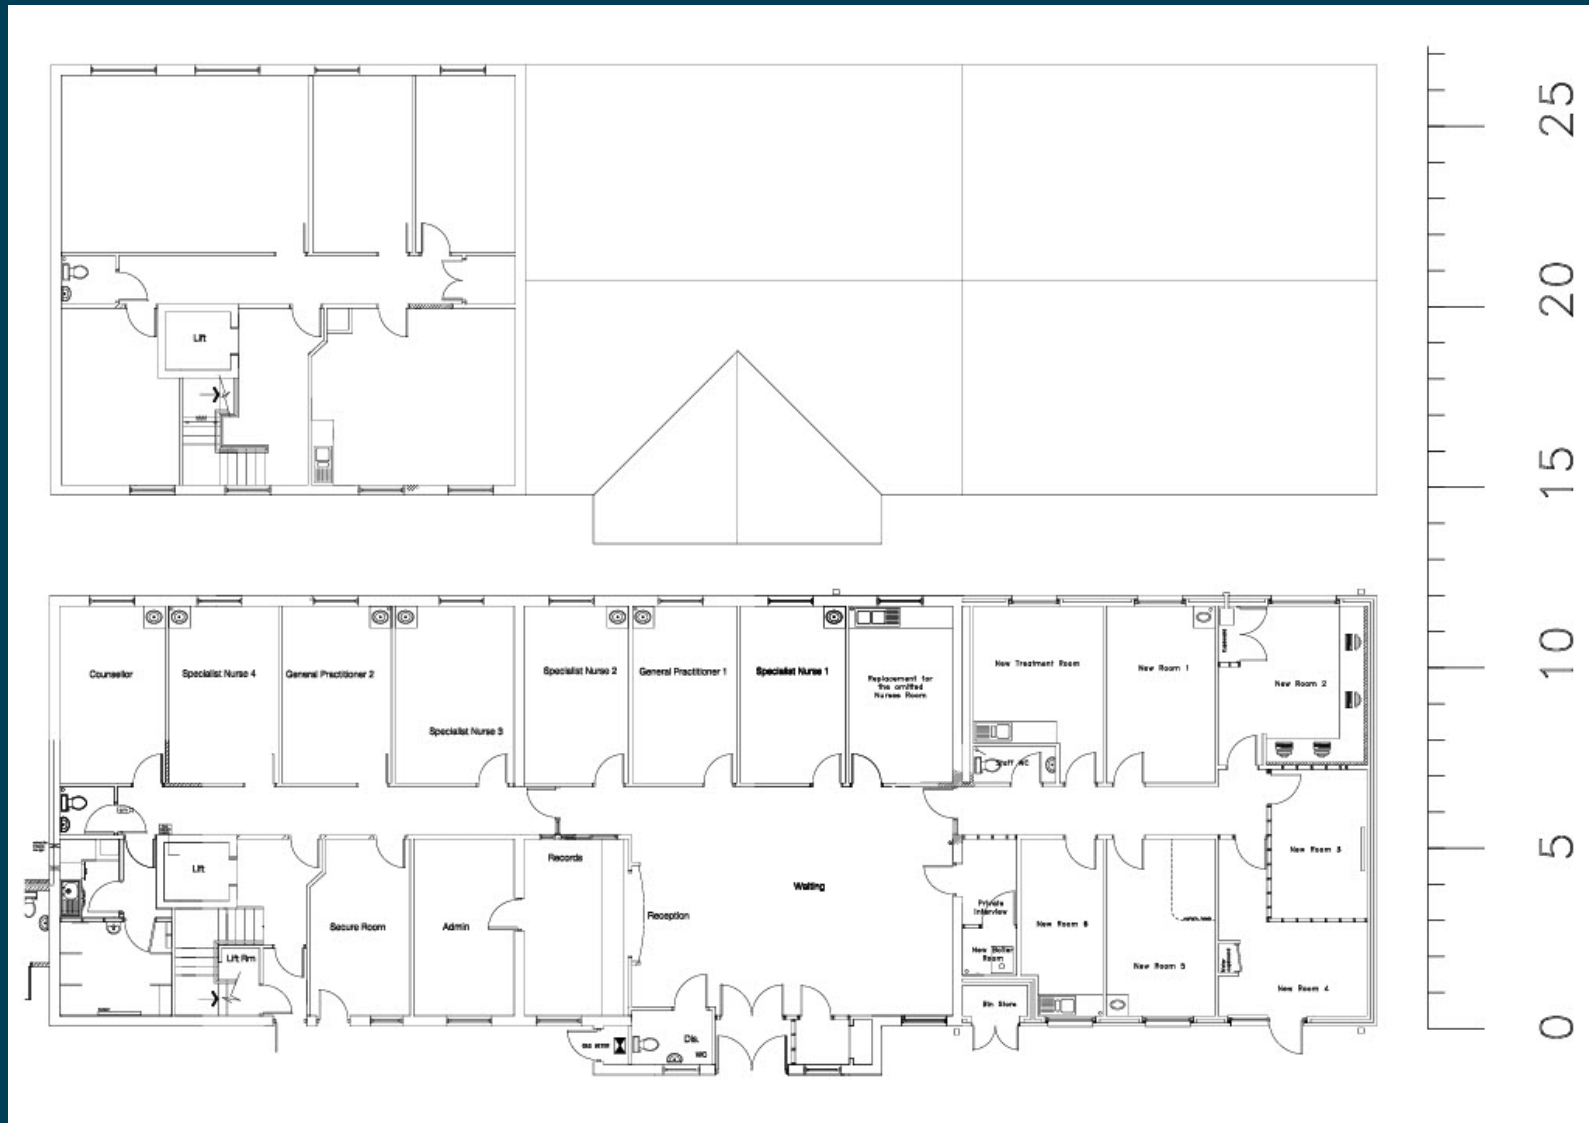 25
Lift
20
15
Counsellor
Specialist Nurse 4
General Practitioner 2
Specialist Nurse 3
Specialist Nurse 2
General Practitioner 1
Specialist Nurse 1
Replacement for
the omitted
Nurses Room
New Treatment Room
New Room 1
New Room 2
10
Staff WC
Lift
Records
Waiting
New Room 3
5
Secure Room
Admin
Reception
Private
Interview
New Room 6
New Boiler
Room
New Room 5
Lift Rm
New Room 4
Bin Store
Dis.
WC
0